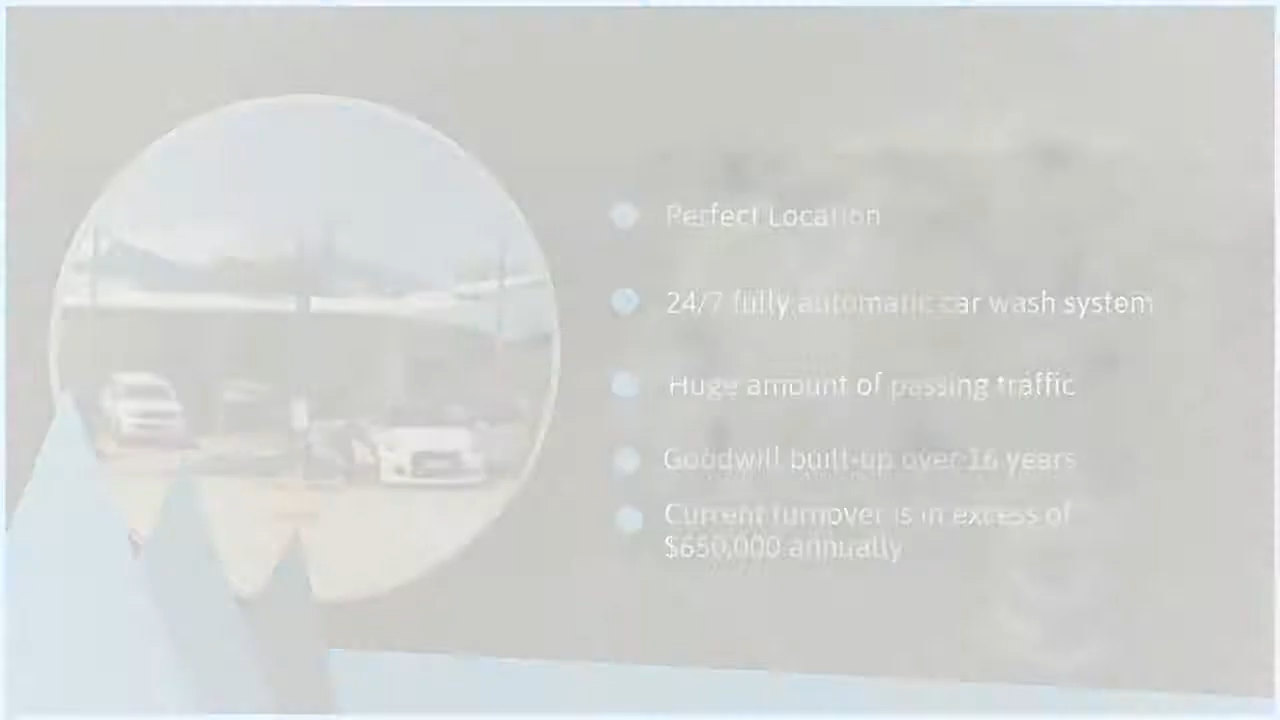 Perfect Location
24/7 fully automatic car wash system
Huge amount of passing traffic
Goodwill built-up over 16 years
Current turnover is in excess of
$650,000 annually